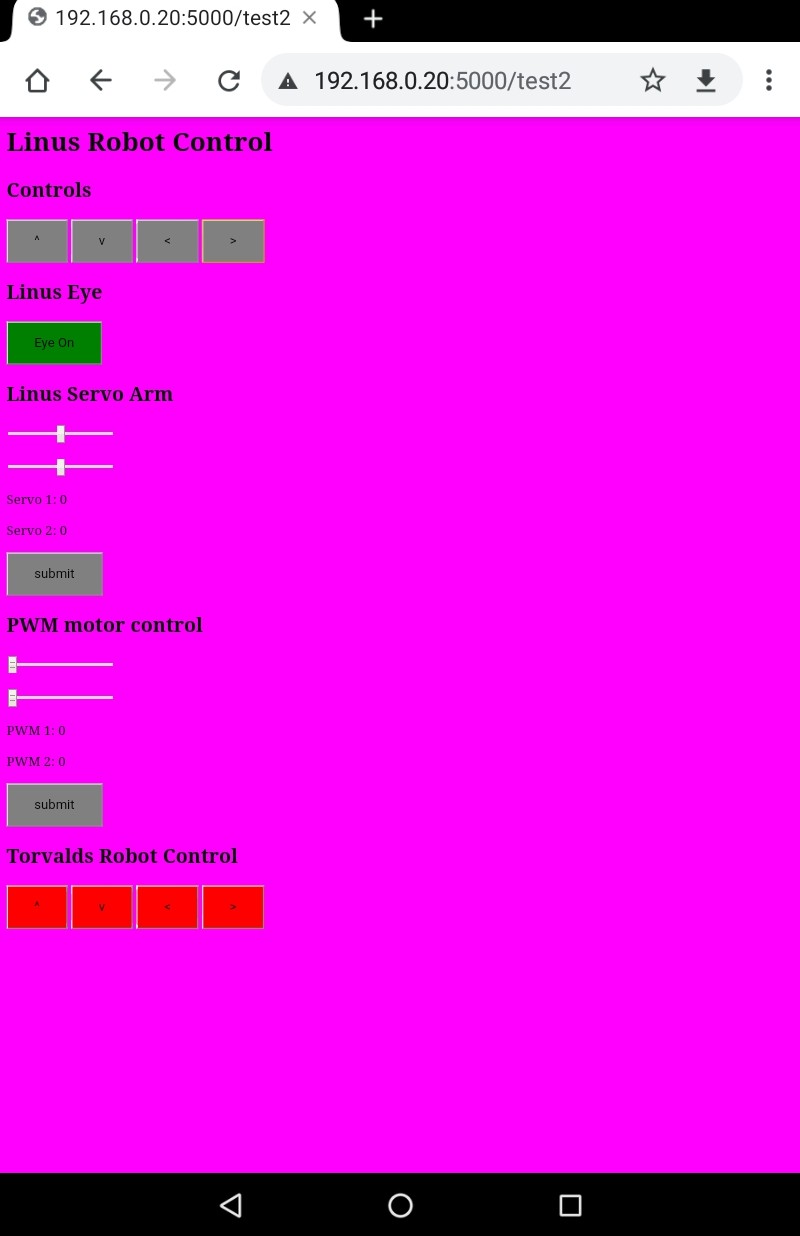 192.168.0.20:5000/test2
192.168.0.20:5000/test2
Linus Robot Control
Controls
^ v < >
Linus Eye
Eye On
Linus Servo Arm
Servo 1: 0
Servo 2: 0
submit
PWM motor control
PWM 1: 0
PWM 2: 0
submit
Torvalds Robot Control
^ v < >